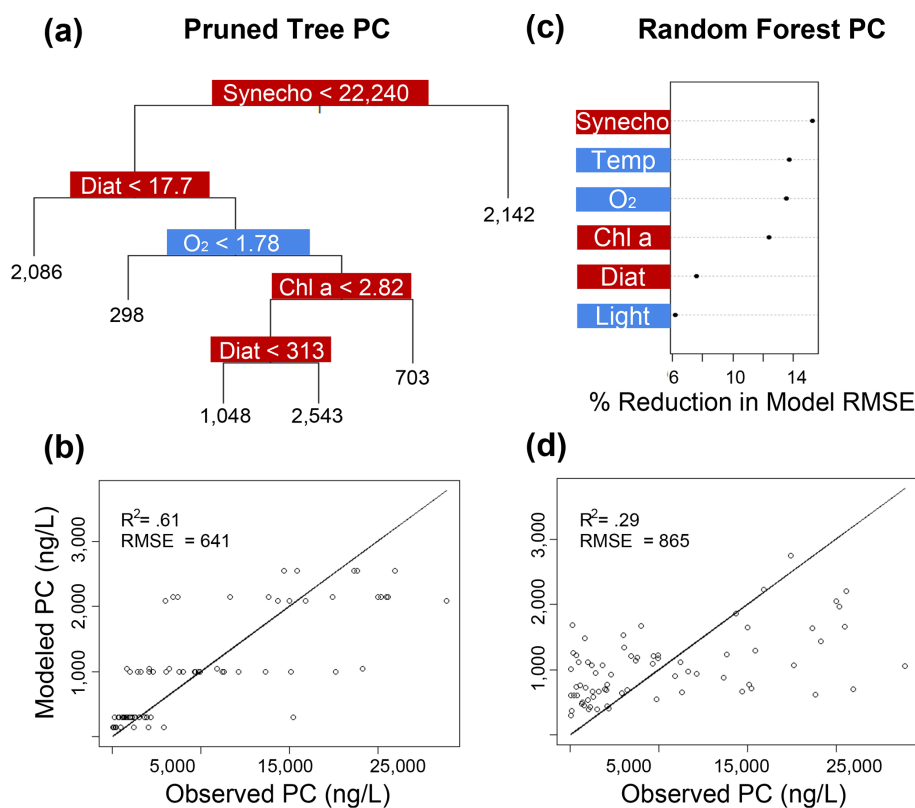 (a) Pruned Tree PC
Synecho < 22,240
Diat < 17.7
2,142
O₂ < 1.78
2,086
Chl a < 2.82
298
Diat < 313
703
1,048 2,543
(c) Random Forest PC
Synecho
Temp
O₂
Chl a
Diat
Light
6 10 14
% Reduction in Model RMSE
(b)
R²= .61
RMSE = 641
3,000
2,000
1,000
Modeled PC (ng/L)
5,000 15,000 25,000
Observed PC (ng/L)
(d)
R²= .29
RMSE = 865
3,000
2,000
1,000
5,000 15,000 25,000
Observed PC (ng/L)